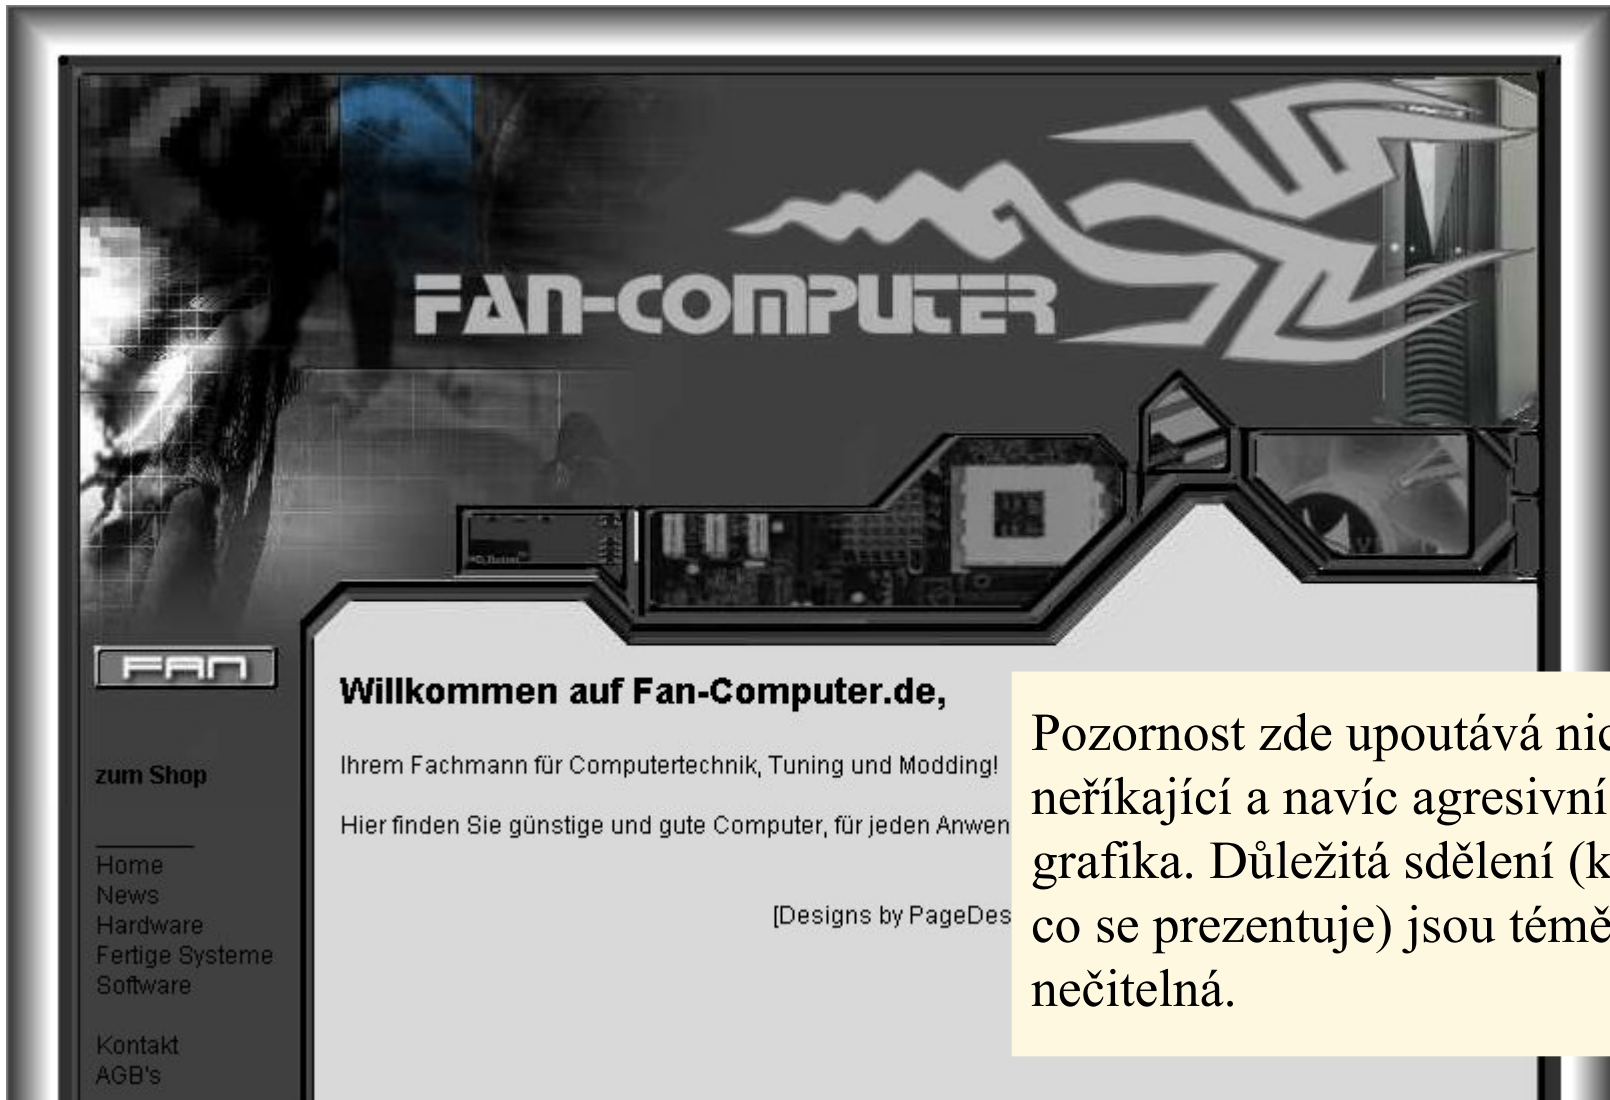 FAN-COMPUTER
FAN
zum Shop
Home
News
Hardware
Fertige Systeme
Software
Kontakt
AGB's
Willkommen auf Fan-Computer.de,
Ihrem Fachmann für Computertechnik, Tuning und Modding!
Hier finden Sie günstige und gute Computer, für jeden Anwen
[Designs by PageDes
Pozornost zde upoutává nic
neříkající a navíc agresivní
grafika. Důležitá sdělení (k
co se prezentuje) jsou témě
nečitelná.